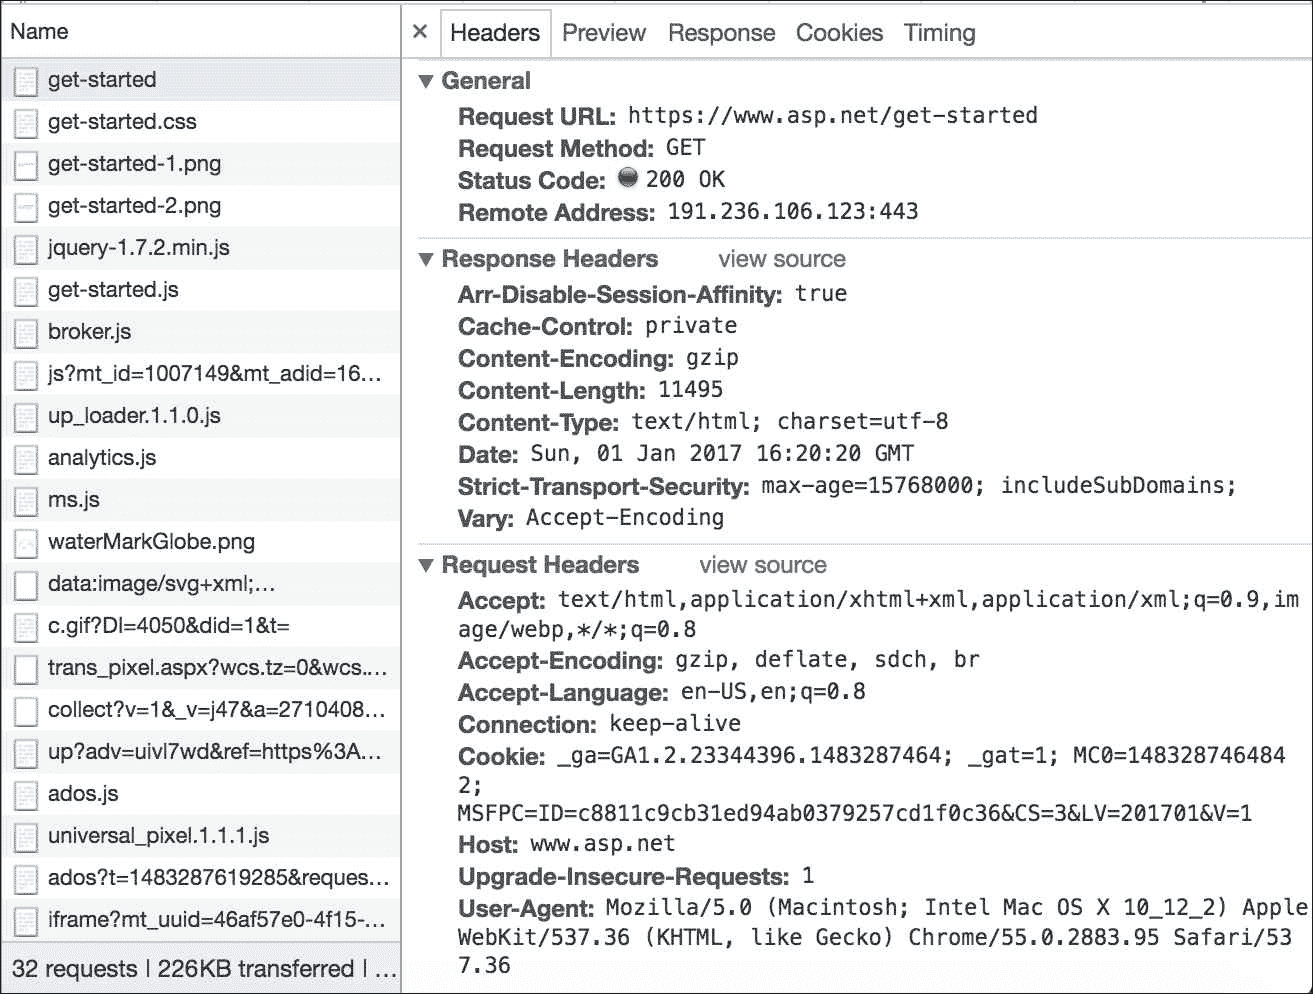 Name
get-started
get-started.css
get-started-1.png
get-started-2.png
jquery-1.7.2.min.js
get-started.js
broker.js
js?mt_id=1007149&mt_adid=16...
up_loader.1.1.0.js
analytics.js
ms.js
waterMarkGlobe.png
data:image/svg+xml;...
c.gif?DI=4050&did=1&t=
trans_pixel.aspx?wcs.tz=0&wcs....
collect?v=1&_v=j47&a=2710408...
up?adv=uivl7wd&ref=https%3A...
ados.js
universal_pixel.1.1.1.js
ados?t=1483287619285&reques...
iframe?mt_uuid=46af57e0-4f15-...
32 requests | 226KB transferred | ...
× Headers Preview Response Cookies Timing
▼ General
Request URL: https://www.asp.net/get-started
Request Method: GET
Status Code: 200 OK
Remote Address: 191.236.106.123:443
▼ Response Headers view source
Arr-Disable-Session-Affinity: true
Cache-Control: private
Content-Encoding: gzip
Content-Length: 11495
Content-Type: text/html; charset=utf-8
Date: Sun, 01 Jan 2017 16:20:20 GMT
Strict-Transport-Security: max-age=15768000; includeSubDomains;
Vary: Accept-Encoding
▼ Request Headers view source
Accept: text/html,application/xhtml+xml,application/xml;q=0.9,im
age/webp,*/*;q=0.8
Accept-Encoding: gzip, deflate, sdch, br
Accept-Language: en-US,en;q=0.8
Connection: keep-alive
Cookie: _ga=GA1.2.23344396.1483287464; _gat=1; MC0=148328746484
2;
MSFPC=ID=c8811c9cb31ed94ab0379257cd1f0c36&CS=3&LV=201701&V=1
Host: www.asp.net
Upgrade-Insecure-Requests: 1
User-Agent: Mozilla/5.0 (Macintosh; Intel Mac OS X 10_12_2) Apple
WebKit/537.36 (KHTML, like Gecko) Chrome/55.0.2883.95 Safari/53
7.36